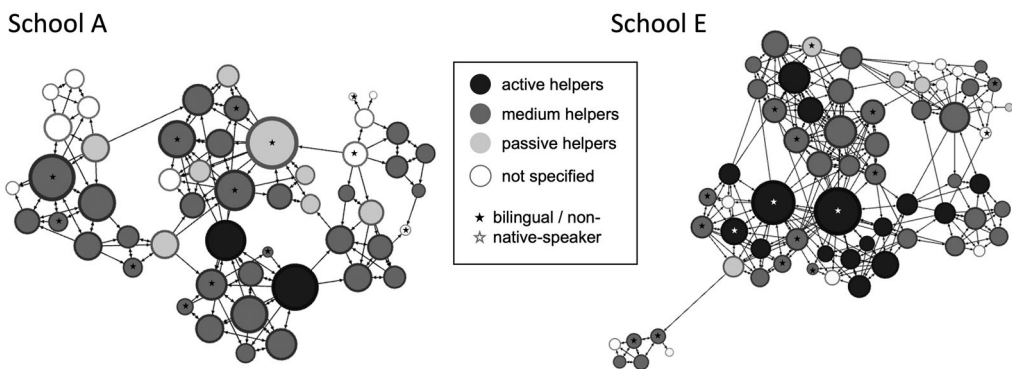 School A
School E
active helpers
medium helpers
passive helpers
not specified
★ bilingual / non-
☆ native-speaker